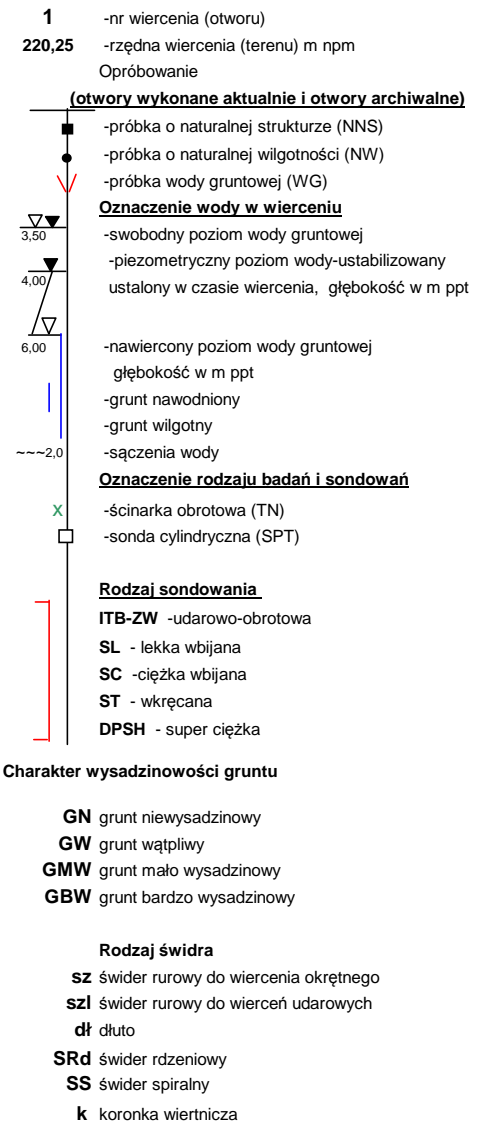 1 -nr wiercenia (otworu)
220,25 -rzędna wiercenia (terenu) m npm
Opróbowanie
(otwory wykonane aktualnie i otwory archiwalne)
-próbka o naturalnej strukturze (NNS)
-próbka o naturalnej wilgotności (NW)
-próbka wody gruntowej (WG)
Oznaczenie wody w wierceniu
3,50 -swobodny poziom wody gruntowej
-piezometryczny poziom wody-ustabilizowany
4,00 ustalony w czasie wiercenia, głębokość w m ppt
6,00 -nawiercony poziom wody gruntowej
głębokość w m ppt
-grunt nawodniony
-grunt wilgotny
~~~2,0 -sączenia wody
Oznaczenie rodzaju badań i sondowań
x -ścinarka obrotowa (TN)
-sonda cylindryczna (SPT)
Rodzaj sondowania
ITB-ZW -udarowo-obrotowa
SL - lekka wbijana
SC -ciężka wbijana
ST - wkręcana
DPSH - super ciężka
Charakter wysadzinowości gruntu
GN grunt niewysadzinowy
GW grunt wątpliwy
GMW grunt mało wysadzinowy
GBW grunt bardzo wysadzinowy
Rodzaj świdra
sz świder rurowy do wiercenia okrętnego
szl świder rurowy do wierceń udarowych
dł dłuto
SRd świder rdzeniowy
SS świder spiralny
k koronka wiertnicza